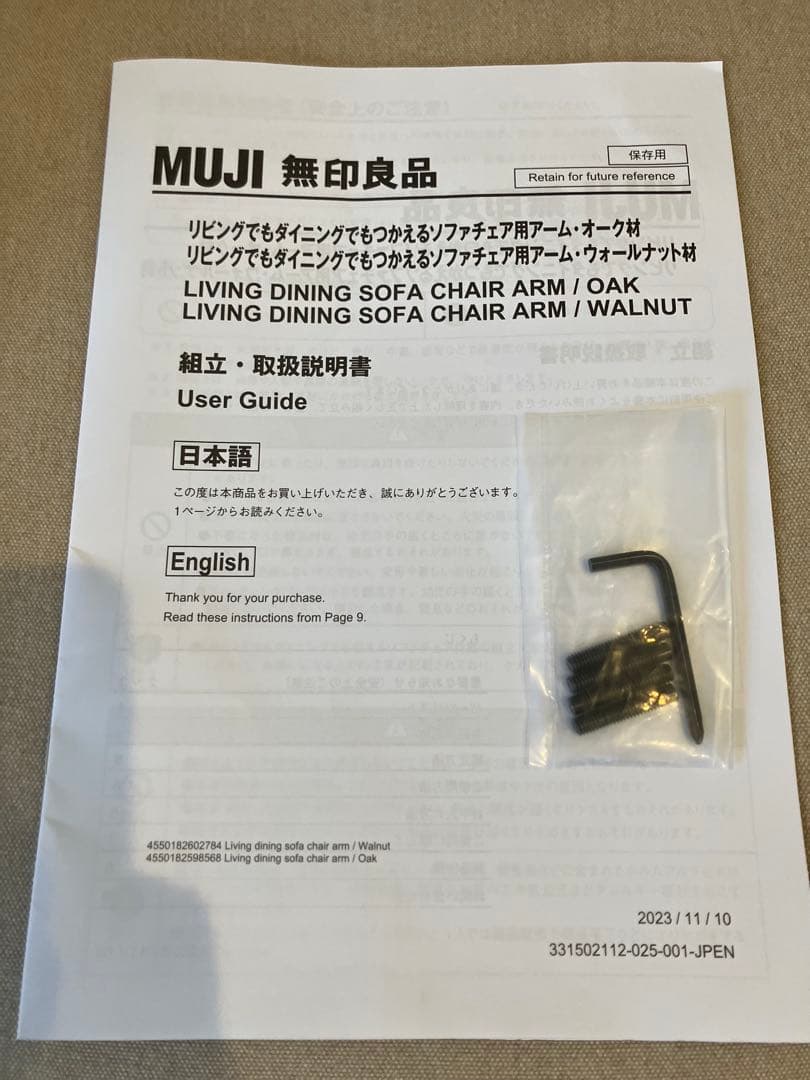 保存用
Retain for future reference
MUJI 無印良品
リビングでもダイニングでもつかえるソファチェア用アーム・オーク材
リビングでもダイニングでもつかえるソファチェア用アーム・ウォールナット材
LIVING DINING SOFA CHAIR ARM / OAK
LIVING DINING SOFA CHAIR ARM / WALNUT
組立・取扱説明書
User Guide
日本語
この度は本商品をお買い上げいただき、誠にありがとうございます。
1ページからお読みください。
English
Thank you for your purchase.
Read these instructions from Page 9.
4550182602784 Living dining sofa chair arm / Walnut
4550182598568 Living dining sofa chair arm / Oak
2023 / 11 / 10
331502112-025-001-JPEN